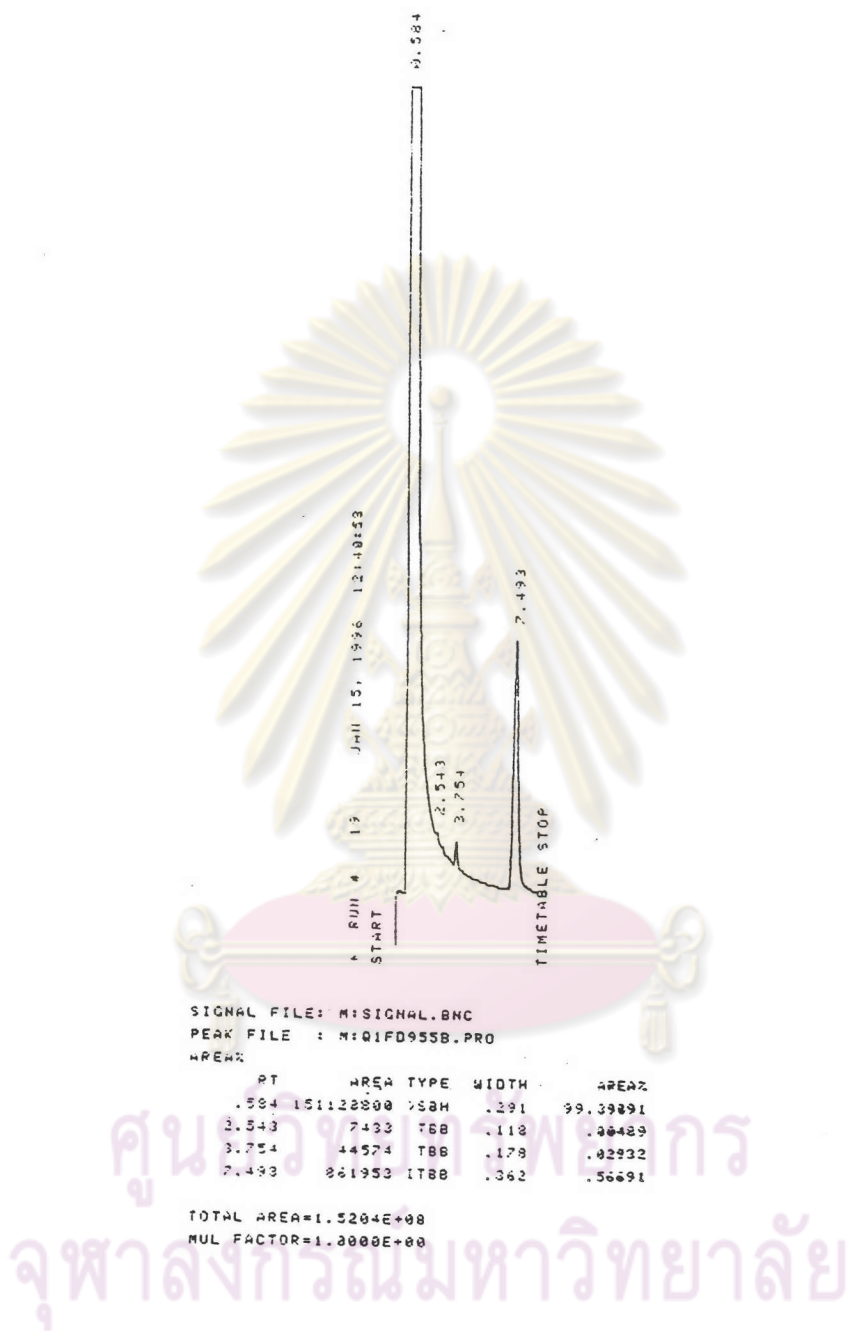 RUN # 19 JAN 15, 1996 12:40:53
START
0.584
2.543
3.754
7.493
TIMETABLE STOP
SIGNAL FILE: M:SIGNAL.BNC
PEAK FILE : M:Q1FD955B.PRO
AREA%
RT AREA TYPE WIDTH AREA%
.584 151122800 .291 99.39891
2.543 7433 TBB .118 .00489
3.754 44574 TBB .178 .02932
7.493 861953 ITBB .362 .56691
TOTAL AREA=1.5204E+08
MUL FACTOR=1.0000E+00
ศูนย์วิทยทรัพยากร
จุฬาลงกรณ์มหาวิทยาลัย